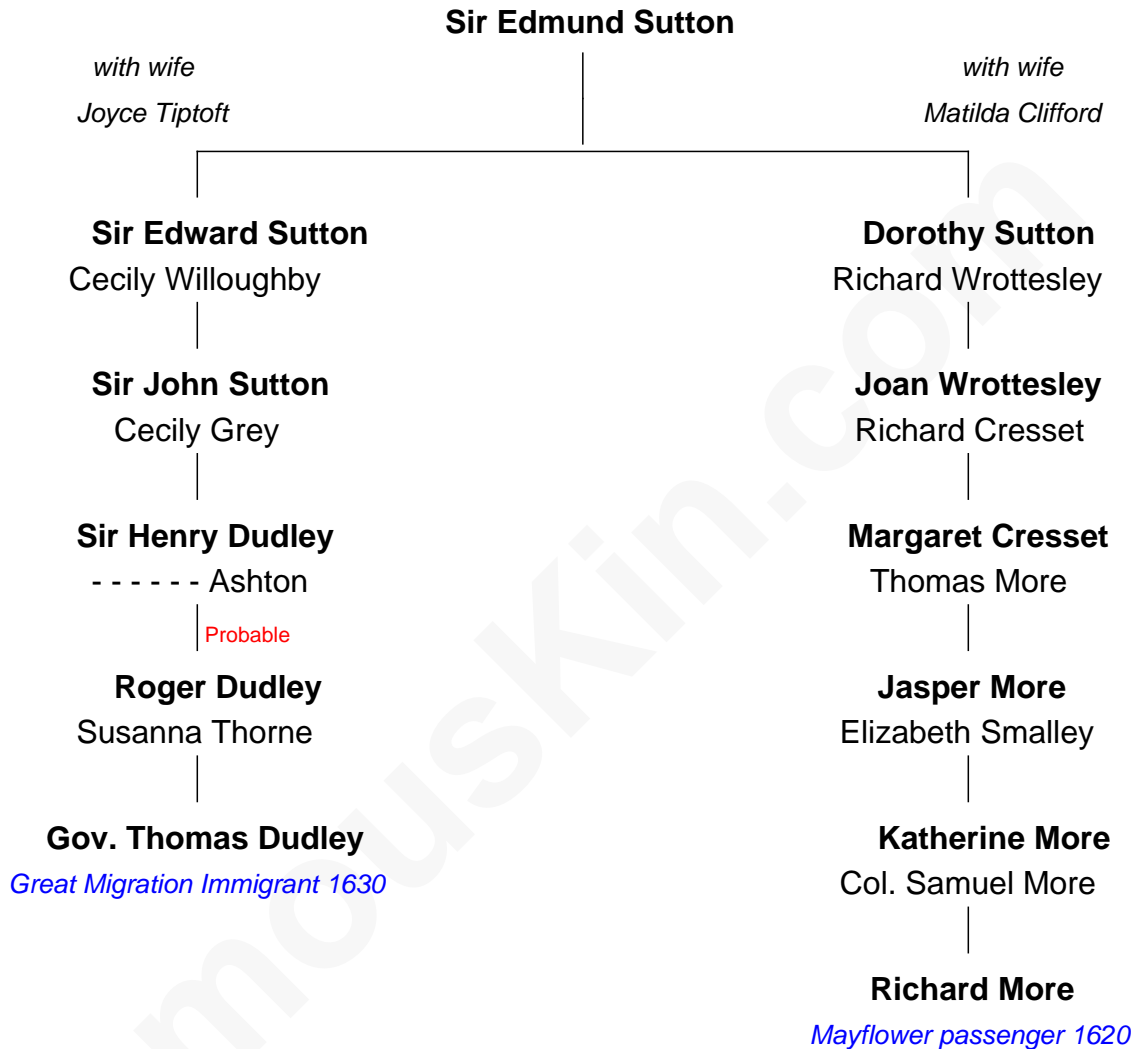 Sir Edmund Sutton
with wife
Joyce Tiptoft
with wife
Matilda Clifford
Sir Edward Sutton
Cecily Willoughby
Dorothy Sutton
Richard Wrottesley
Sir John Sutton
Cecily Grey
Joan Wrottesley
Richard Cresset
Sir Henry Dudley
- - - - - - Ashton
Margaret Cresset
Thomas More
Probable
Roger Dudley
Susanna Thorne
Jasper More
Elizabeth Smalley
Gov. Thomas Dudley
Great Migration Immigrant 1630
Katherine More
Col. Samuel More
Richard More
Mayflower passenger 1620
mouskin.com